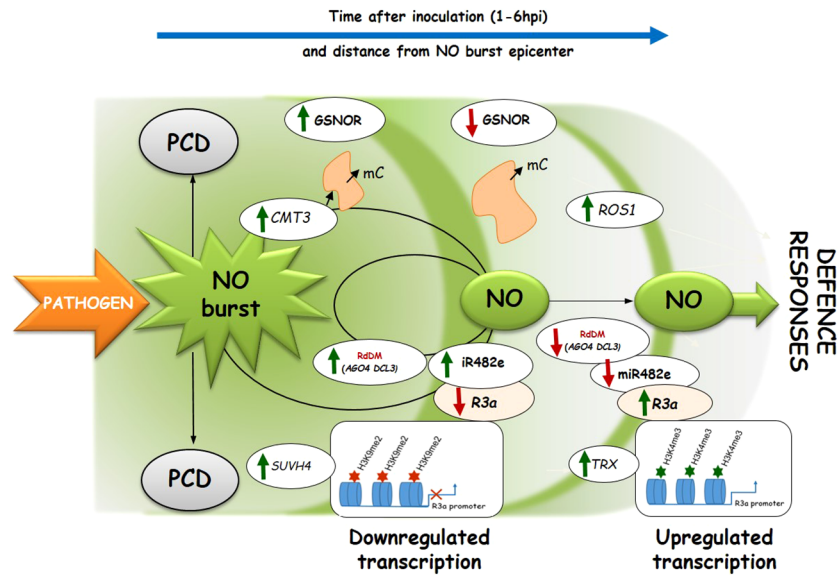 Time after inoculation (1-6hpi)
and distance from NO burst epicenter
PCD
GSNOR
GSNOR
mC
mC
CMT3
ROS1
PATHOGEN
NO
burst
NO
NO
DEFENCE
RESPONSES
RdDM
(AGO4 DCL3)
iR482e
R3a
RdDM
(AGO4 DCL3)
miR482e
R3a
PCD
SUVH4
H3K9me2
H3K9me2
H3K9me2
R3a promoter
TRX
H3K4me3
H3K4me3
H3K4me3
R3a promoter
Downregulated
transcription
Upregulated
transcription